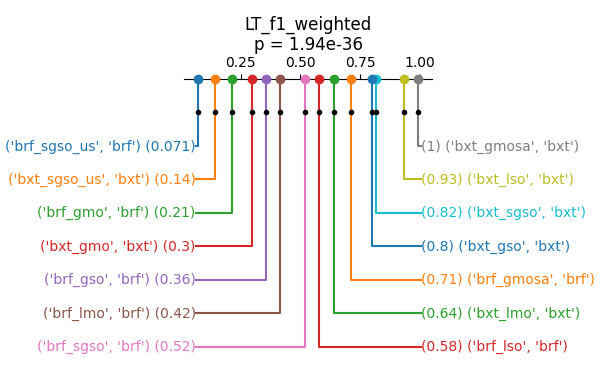 LT_f1_weighted
p = 1.94e-36
0.25 0.50 0.75 1.00
('brf_sgso_us', 'brf') (0.071) (1) ('bxt_gmosa', 'bxt')
('bxt_sgso_us', 'bxt') (0.14) (0.93) ('bxt_lso', 'bxt')
('brf_gmo', 'brf') (0.21) (0.82) ('bxt_sgso', 'bxt')
('bxt_gmo', 'bxt') (0.3) (0.8) ('bxt_gso', 'bxt')
('brf_gso', 'brf') (0.36) (0.71) ('brf_gmosa', 'brf')
('brf_lmo', 'brf') (0.42) (0.64) ('bxt_lmo', 'bxt')
('brf_sgso', 'brf') (0.52) (0.58) ('brf_lso', 'brf')